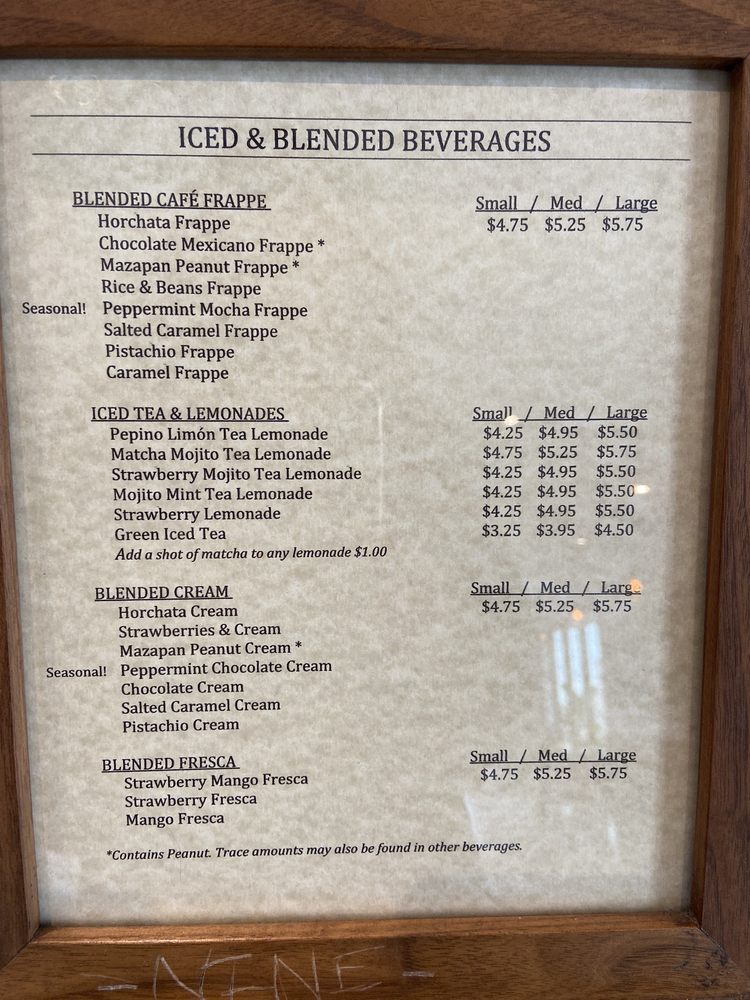 ICED & BLENDED BEVERAGES
BLENDED CAFÉ FRAPPE Small / Med / Large
Horchata Frappe $4.75 $5.25 $5.75
Chocolate Mexicano Frappe *
Mazapan Peanut Frappe *
Rice & Beans Frappe
Seasonal! Peppermint Mocha Frappe
Salted Caramel Frappe
Pistachio Frappe
Caramel Frappe
ICED TEA & LEMONADES Small / Med / Large
Pepino Limón Tea Lemonade $4.25 $4.95 $5.50
Matcha Mojito Tea Lemonade $4.75 $5.25 $5.75
Strawberry Mojito Tea Lemonade $4.25 $4.95 $5.50
Mojito Mint Tea Lemonade $4.25 $4.95 $5.50
Strawberry Lemonade $4.25 $4.95 $5.50
Green Iced Tea $3.25 $3.95 $4.50
Add a shot of matcha to any lemonade $1.00
BLENDED CREAM Small / Med / Large
Horchata Cream $4.75 $5.25 $5.75
Strawberries & Cream
Mazapan Peanut Cream *
Seasonal! Peppermint Chocolate Cream
Chocolate Cream
Salted Caramel Cream
Pistachio Cream
BLENDED FRESCA Small / Med / Large
Strawberry Mango Fresca $4.75 $5.25 $5.75
Strawberry Fresca
Mango Fresca
*Contains Peanut. Trace amounts may also be found in other beverages.
- NINE -